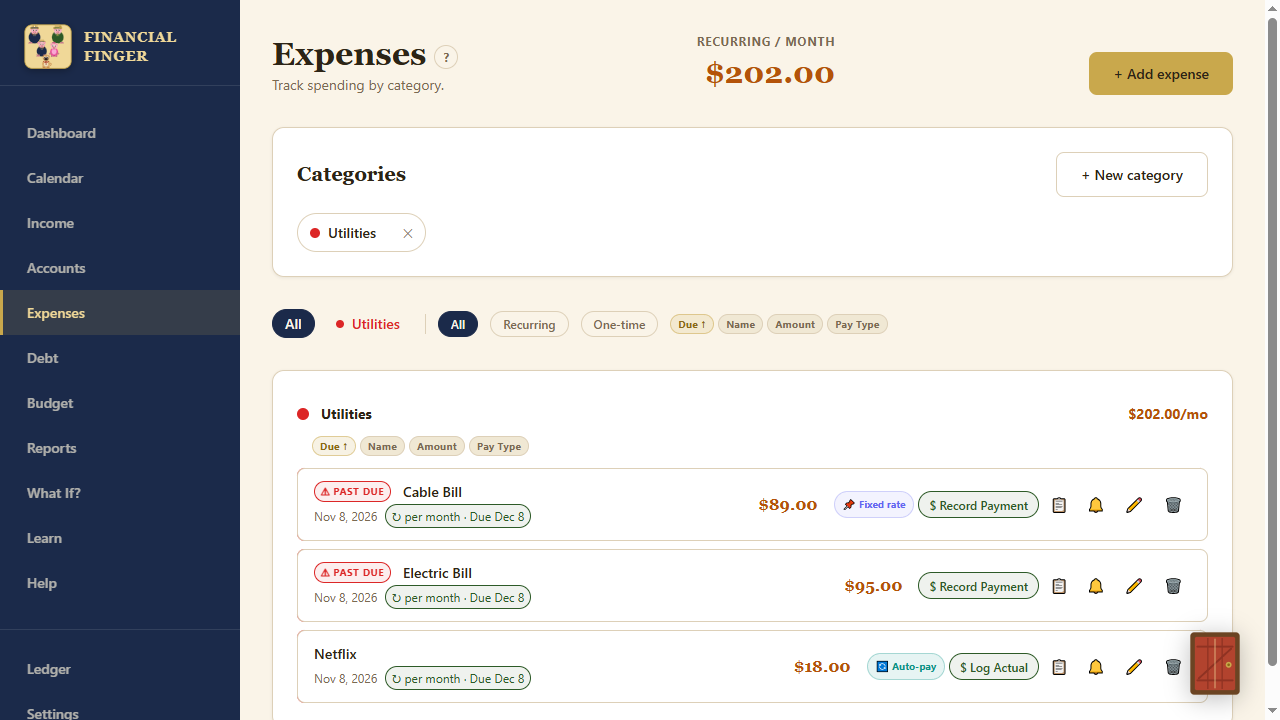 FINANCIAL
FINGER
Dashboard
Calendar
Income
Accounts
Expenses
Debt
Budget
Reports
What If?
Learn
Help
Ledger
Settings
Expenses ?
Track spending by category.
RECURRING / MONTH
$202.00
+ Add expense
Categories
+ New category
Utilities ×
All Utilities All Recurring One-time Due ↑ Name Amount Pay Type
Utilities $202.00/mo
Due ↑ Name Amount Pay Type
⚠ PAST DUE Cable Bill
Nov 8, 2026 ↻ per month · Due Dec 8
$89.00 📌 Fixed rate $ Record Payment
⚠ PAST DUE Electric Bill
Nov 8, 2026 ↻ per month · Due Dec 8
$95.00 $ Record Payment
Netflix
Nov 8, 2026 ↻ per month · Due Dec 8
$18.00 Auto-pay $ Log Actual